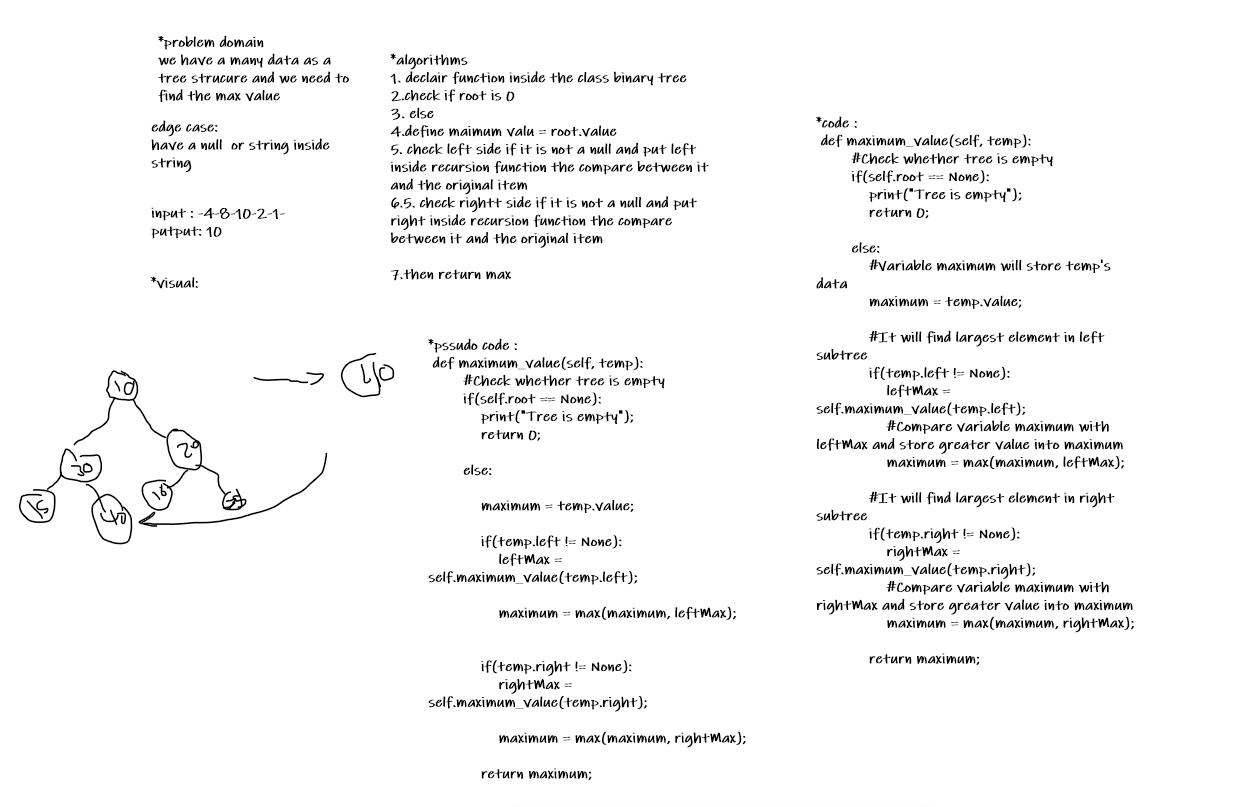 *problem domain
we have a many data as a
tree strucure and we need to
find the max value
edge case:
have a null or string inside
string
input : -4-8-10-2-1-
putput: 10
*visual:
10
30
20
15
40
10
40
*algorithms
1. declair function inside the class binary tree
2.check if root is 0
3. else
4.define maimum valu = root.value
5. check left side if it is not a null and put left
inside recursion function the compare between it
and the original item
6.5. check rightt side if it is not a null and put
right inside recursion function the compare
between it and the original item
7.then return max
*pssudo code :
def maximum_value(self, temp):
#Check whether tree is empty
if(self.root == None):
print("Tree is empty");
return 0;
else:
maximum = temp.value;
if(temp.left != None):
leftMax =
self.maximum_value(temp.left);
maximum = max(maximum, leftMax);
if(temp.right != None):
rightMax =
self.maximum_value(temp.right);
maximum = max(maximum, rightMax);
return maximum;
*code :
def maximum_value(self, temp):
#Check whether tree is empty
if(self.root == None):
print("Tree is empty");
return 0;
else:
#Variable maximum will store temp's
data
maximum = temp.value;
#It will find largest element in left
subtree
if(temp.left != None):
leftMax =
self.maximum_value(temp.left);
#Compare variable maximum with
leftMax and store greater value into maximum
maximum = max(maximum, leftMax);
#It will find largest element in right
subtree
if(temp.right != None):
rightMax =
self.maximum_value(temp.right);
#Compare variable maximum with
rightMax and store greater value into maximum
maximum = max(maximum, rightMax);
return maximum;